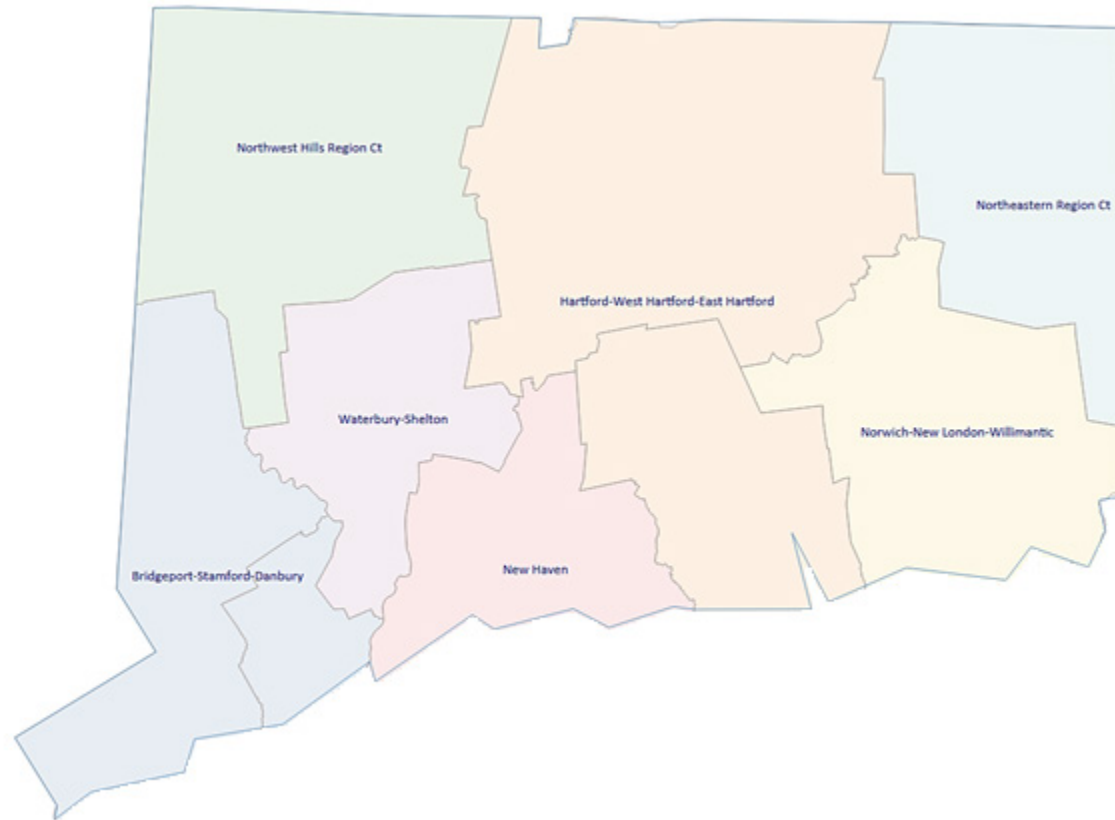 Northwest Hills Region Ct
Northeastern Region Ct
Hartford-West Hartford-East Hartford
Waterbury-Shelton
Norwich-New London-Willimantic
New Haven
Bridgeport-Stamford-Danbury